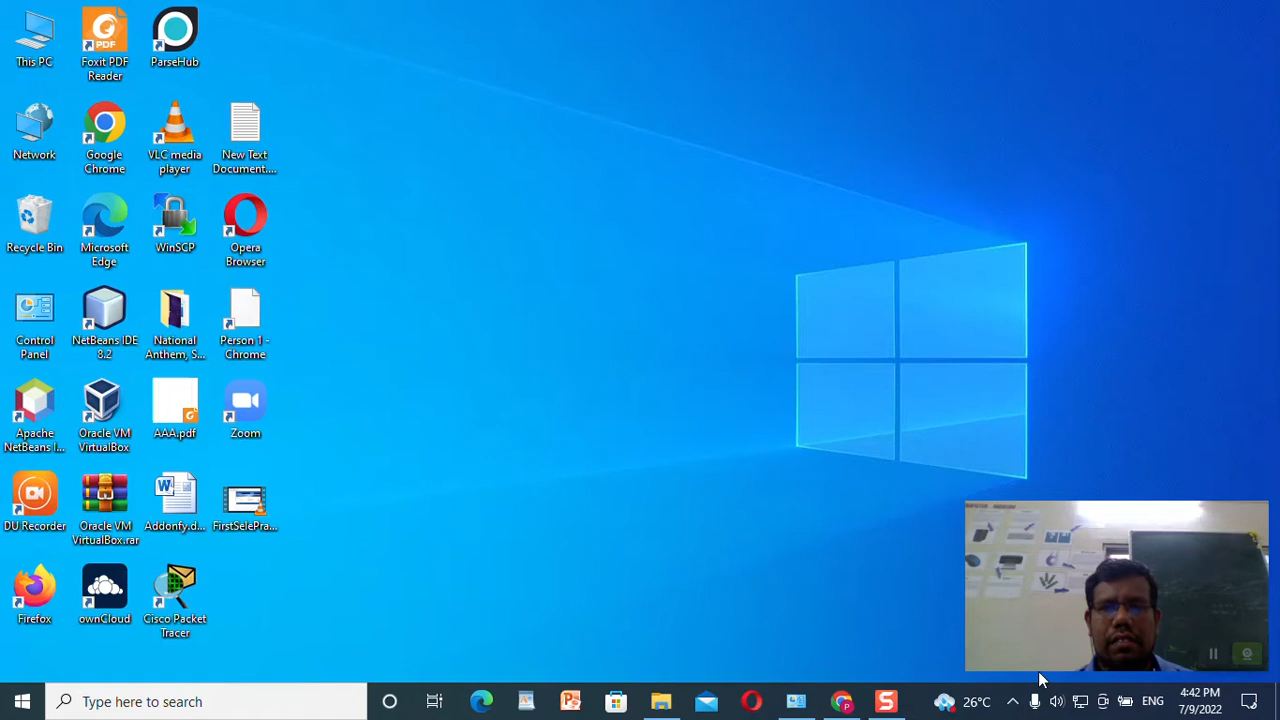 This PC
Foxit PDF
Reader
ParseHub
Network
Google
Chrome
VLC media
player
New Text
Document....
Recycle Bin
Microsoft
Edge
WinSCP
Opera
Browser
Control
Panel
NetBeans IDE
8.2
National
Anthem, S...
Person 1 -
Chrome
Apache
NetBeans I...
Oracle VM
VirtualBox
AAA.pdf
Zoom
DU Recorder
Oracle VM
VirtualBox.rar
Addonfy.d...
FirstSelePra...
Firefox
ownCloud
Cisco Packet
Tracer
Type here to search
26°C
ENG
4:42 PM
7/9/2022